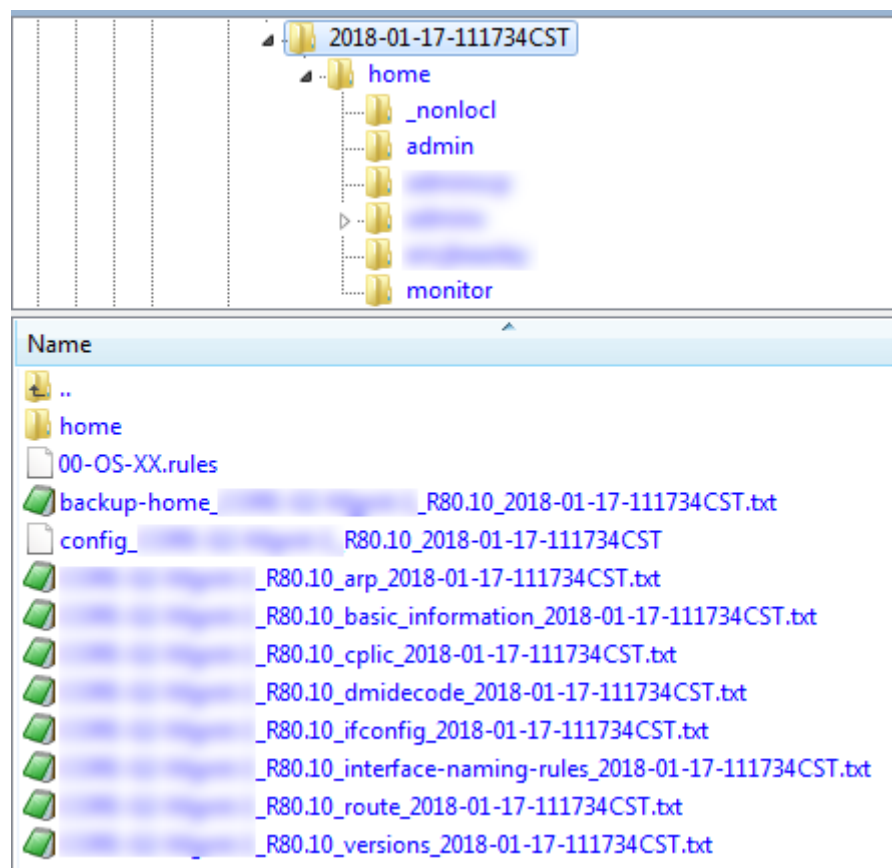 2018-01-17-111734CST
home
_nonlocl
admin
monitor
Name
..
home
00-OS-XX.rules
backup-home_ _R80.10_2018-01-17-111734CST.txt
config_ R80.10_2018-01-17-111734CST
_R80.10_arp_2018-01-17-111734CST.txt
_R80.10_basic_information_2018-01-17-111734CST.txt
_R80.10_cplic_2018-01-17-111734CST.txt
_R80.10_dmidecode_2018-01-17-111734CST.txt
_R80.10_ifconfig_2018-01-17-111734CST.txt
_R80.10_interface-naming-rules_2018-01-17-111734CST.txt
_R80.10_route_2018-01-17-111734CST.txt
_R80.10_versions_2018-01-17-111734CST.txt